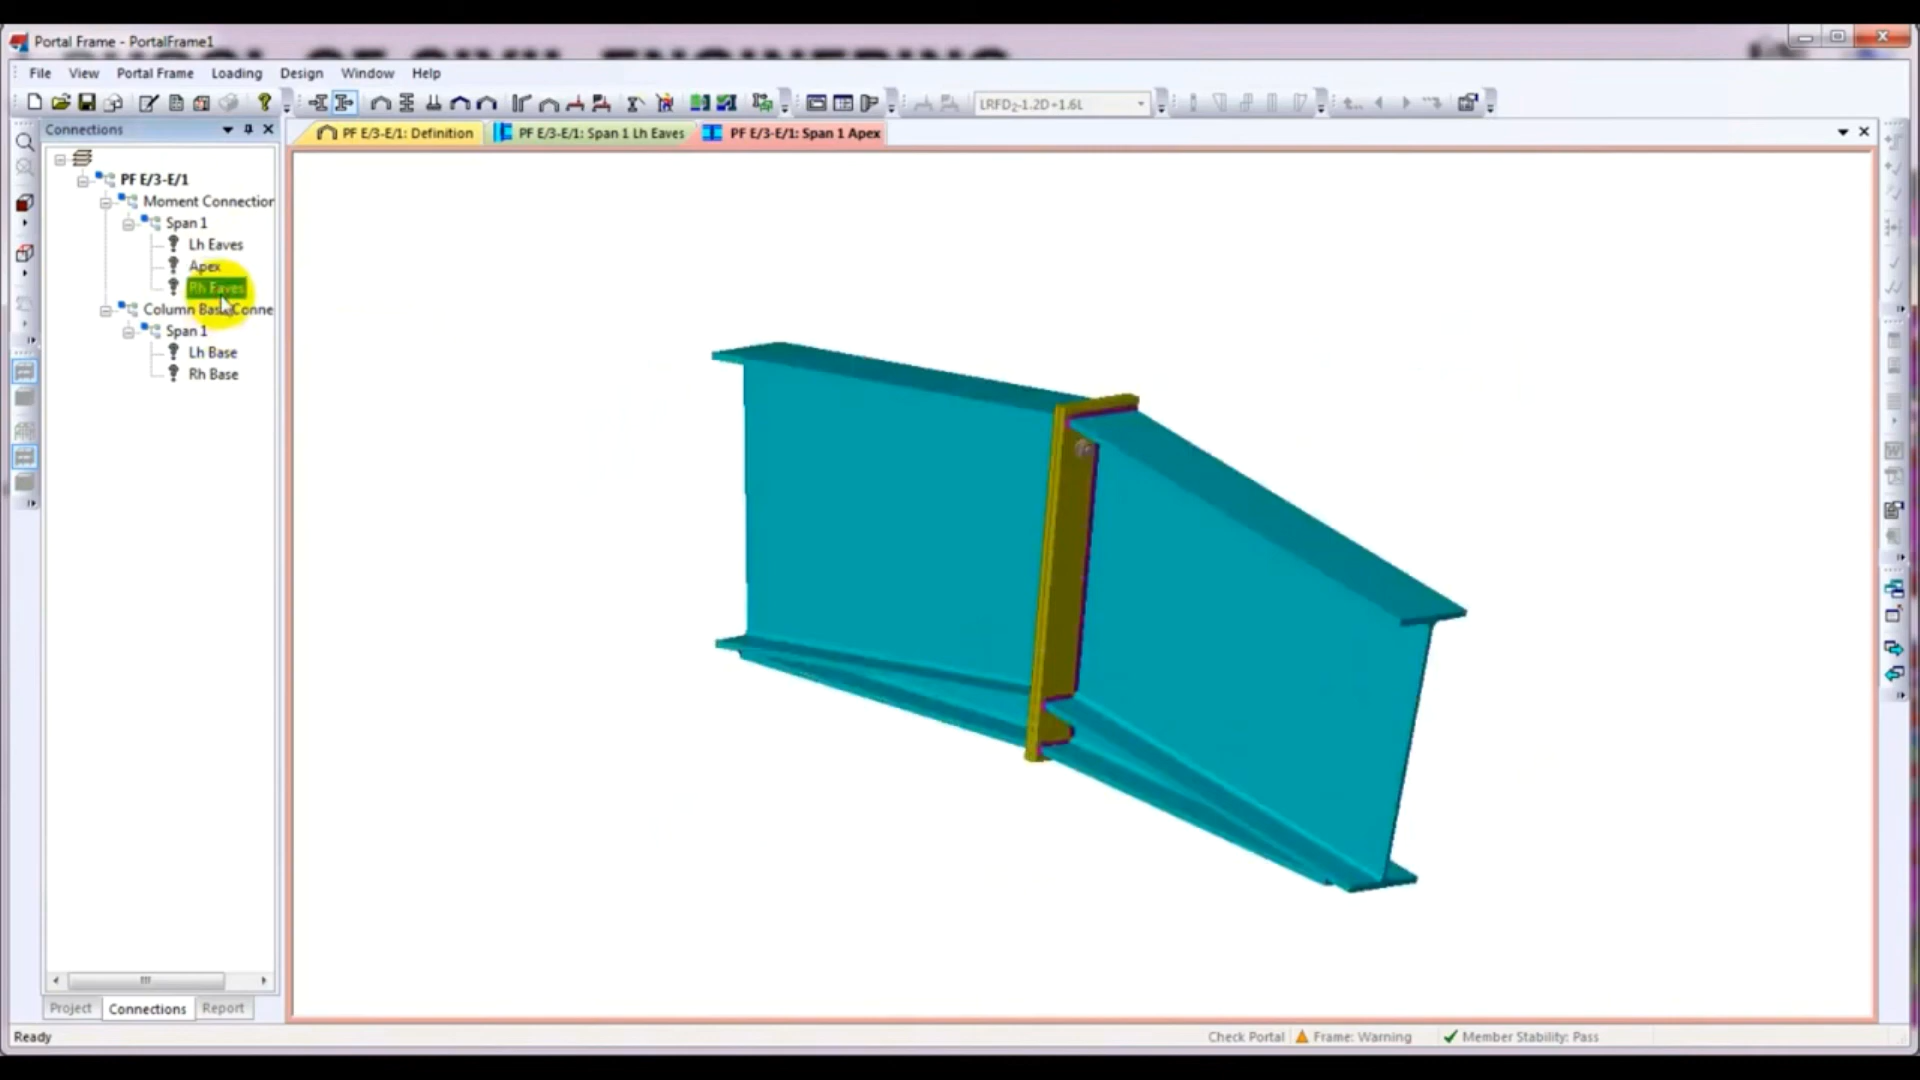 Portal Frame - PortalFrame1
File View Portal Frame Loading Design Window Help
LRFD2-1.2D+1.6L
Connections
PF E/3-E/1: Definition
PF E/3-E/1: Span 1 Lh Eaves
PF E/3-E/1: Span 1 Apex
PF E/3-E/1
Moment Connection
Span 1
Lh Eaves
Apex
Rh Eaves
Column Base Conne
Span 1
Lh Base
Rh Base
Project Connections Report
Ready
Check Portal Frame: Warning Member Stability: Pass